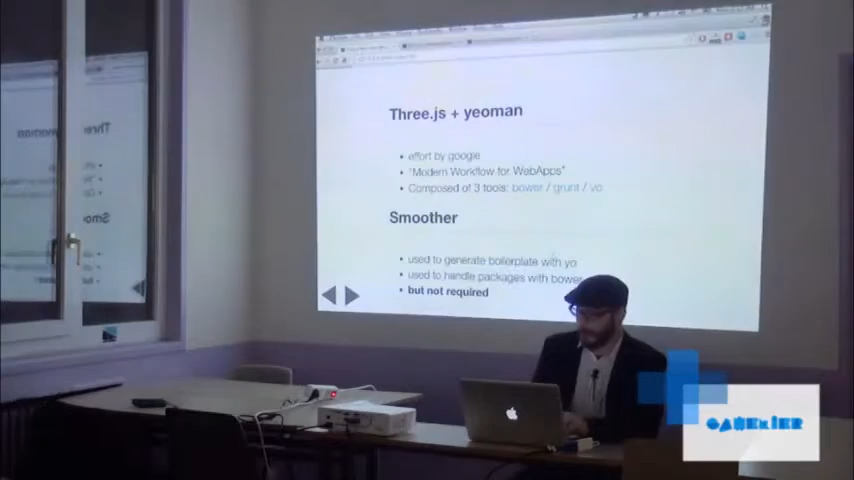 Three.js + yeoman
• effort by google
• "Modern Workflow for WebApps"
• Composed of 3 tools: bower / grunt / yo
Smoother
• used to generate boilerplate with yo
• used to handle packages with bower
• but not required